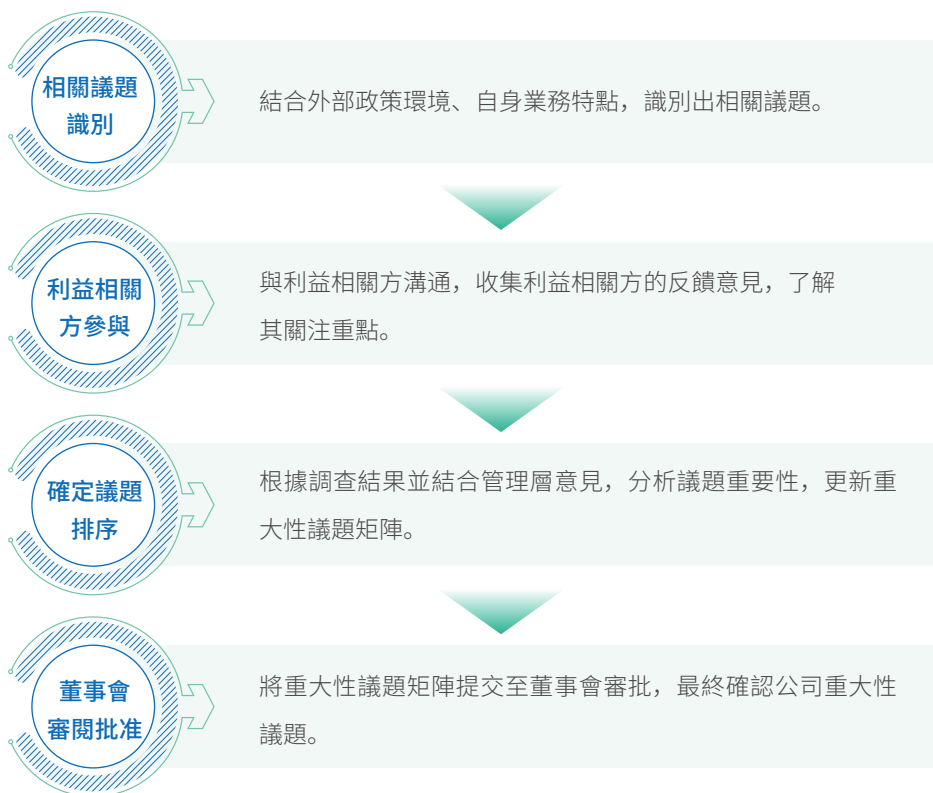 相關議題
識別
結合外部政策環境、自身業務特點，識別出相關議題。
利益相關
方參與
與利益相關方溝通，收集利益相關方的反饋意見，了解
其關注重點。
確定議題
排序
根據調查結果並結合管理層意見，分析議題重要性，更新重
大性議題矩陣。
董事會
審閱批准
將重大性議題矩陣提交至董事會審批，最終確認公司重大性
議題。